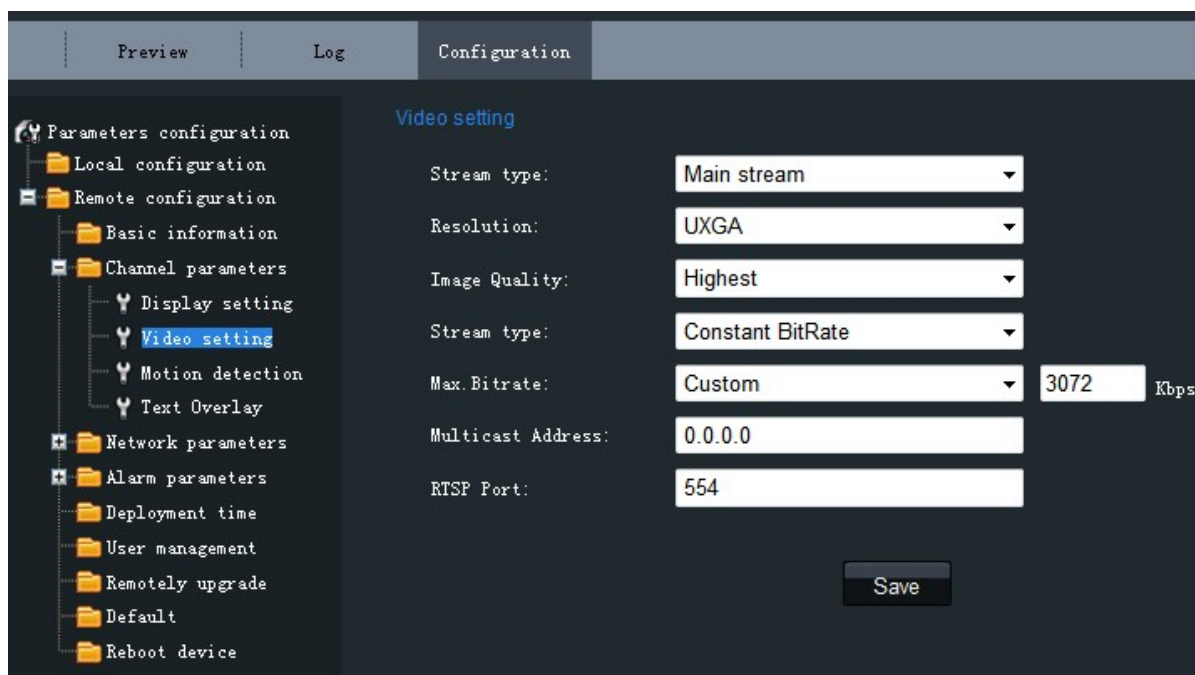 Preview Log Configuration
Parameters configuration
Local configuration
Remote configuration
Basic information
Channel parameters
Display setting
Video setting
Motion detection
Text Overlay
Network parameters
Alarm parameters
Deployment time
User management
Remotely upgrade
Default
Reboot device
Video setting
Stream type: Main stream
Resolution: UXGA
Image Quality: Highest
Stream type: Constant BitRate
Max.Bitrate: Custom 3072 Kbps
Multicast Address: 0.0.0.0
RTSP Port: 554
Save